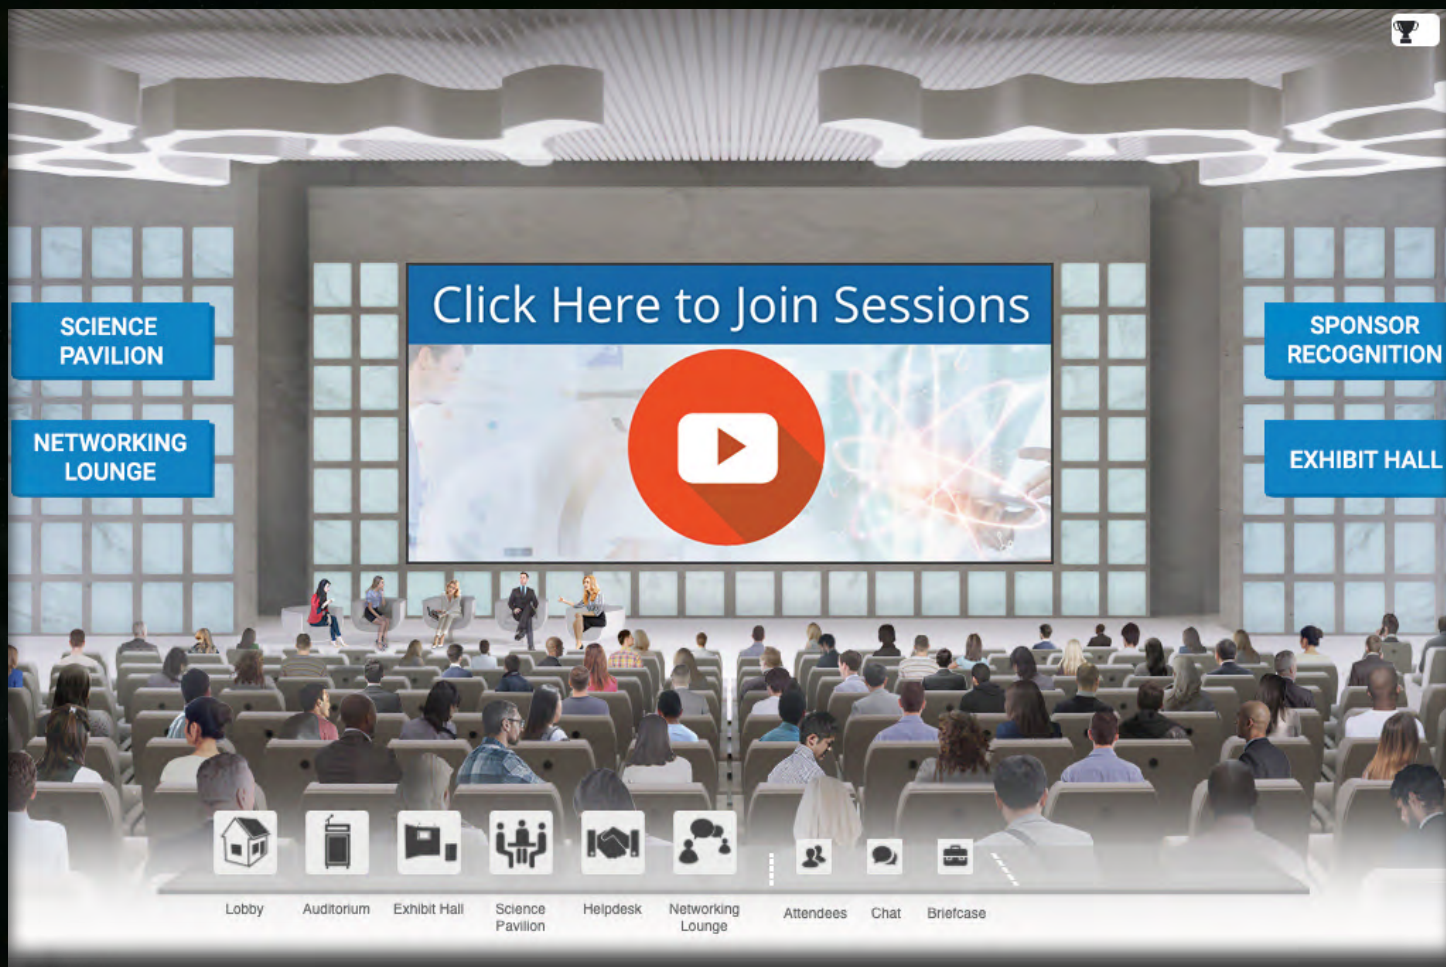 Click Here to Join Sessions
SCIENCE
PAVILION
NETWORKING
LOUNGE
SPONSOR
RECOGNITION
EXHIBIT HALL
Lobby
Auditorium
Exhibit Hall
Science
Pavilion
Helpdesk
Networking
Lounge
Attendees
Chat
Briefcase